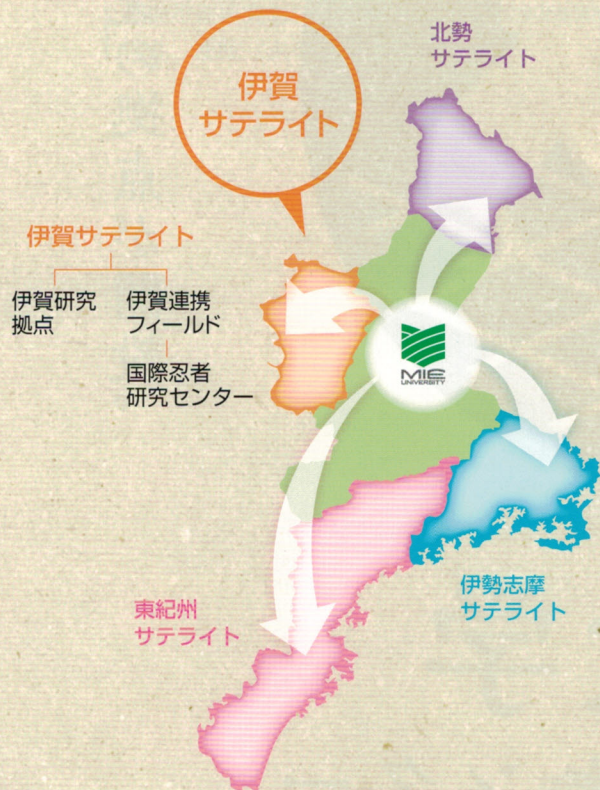 北勢
サテライト
伊賀
サテライト
伊賀サテライト
伊賀研究
拠点
伊賀連携
フィールド
国際忍者
研究センター
MIE
UNIVERSITY
伊勢志摩
サテライト
東紀州
サテライト